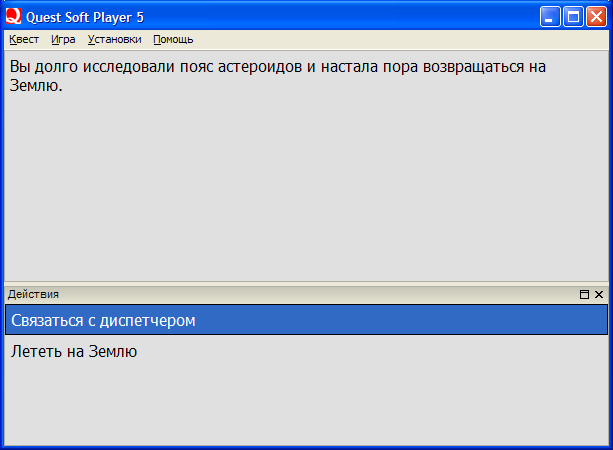 Quest Soft Player 5
Квест Игра Установки Помощь
Вы долго исследовали пояс астероидов и настала пора возвращаться на
Землю.
Действия
Связаться с диспетчером
Лететь на Землю